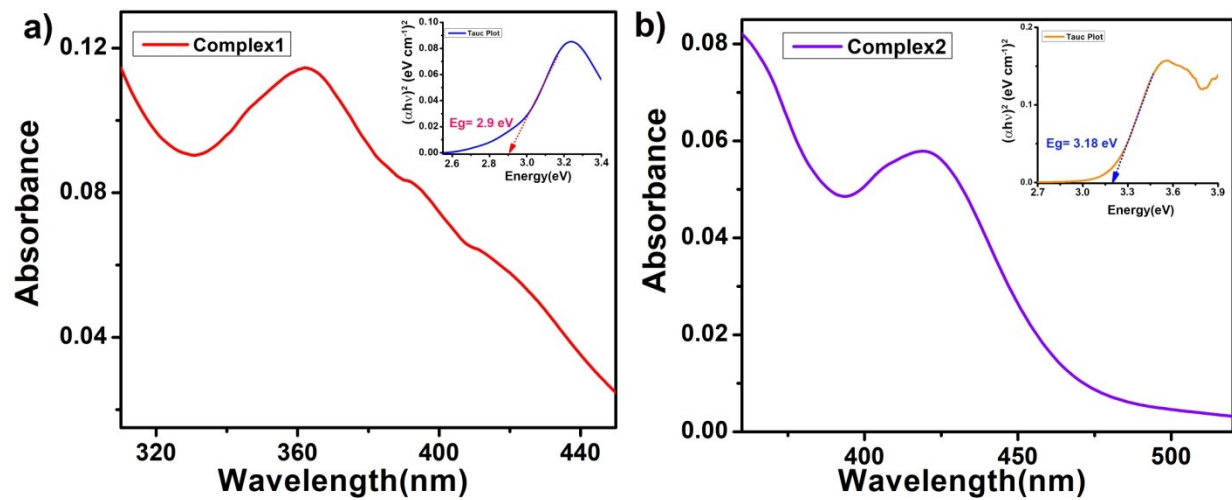 a)
Complex1
Absorbance
0.12
0.08
0.04
320
360
400
440
Wavelength(nm)
Tauc Plot
(αhν)² (eV cm⁻¹)²
0.10
0.08
0.06
0.04
0.02
0.00
Eg= 2.9 eV
2.6
2.8
3.0
3.2
3.4
Energy(eV)
b)
Complex2
Absorbance
0.08
0.06
0.04
0.02
0.00
400
450
500
Wavelength(nm)
Tauc Plot
(αhν)² (eV cm⁻¹)²
0.2
0.1
0.0
Eg= 3.18 eV
2.7
3.0
3.3
3.6
3.9
Energy(eV)